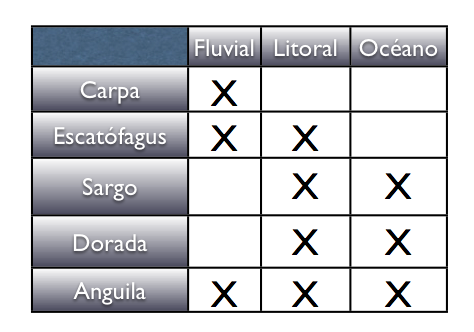 Fluvial Litoral Océano
Carpa X
Escatófagus X X
Sargo X X
Dorada X X
Anguila X X X